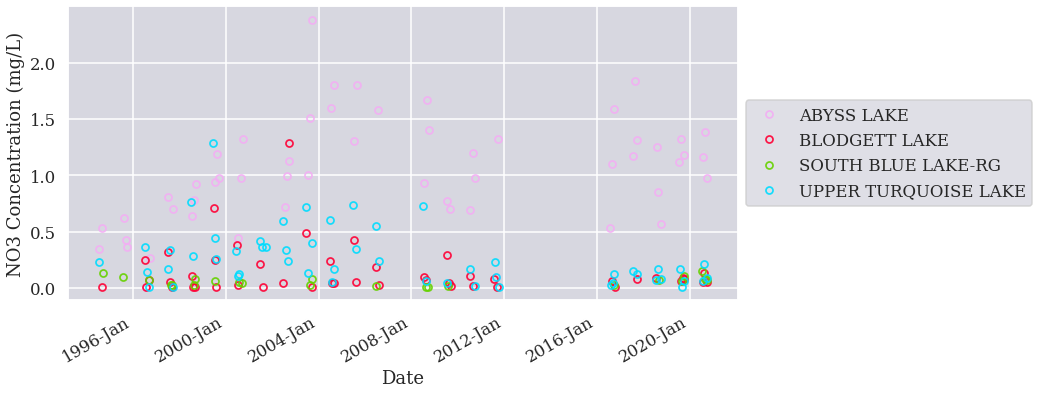 NO3 Concentration (mg/L)
2.0
1.5
1.0
0.5
0.0
1996-Jan
2000-Jan
2004-Jan
2008-Jan
2012-Jan
2016-Jan
2020-Jan
Date
ABYSS LAKE
BLODGETT LAKE
SOUTH BLUE LAKE-RG
UPPER TURQUOISE LAKE